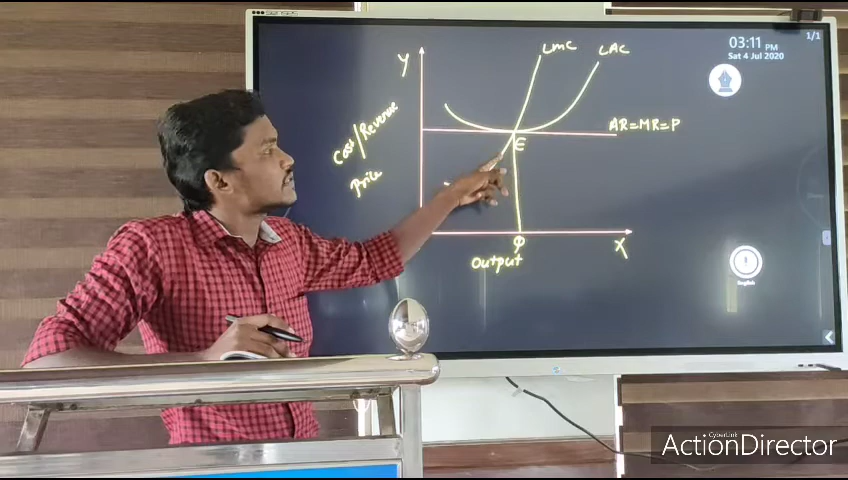 1/1
03:11 PM
Sat 4 Jul 2020
Y
LMC
LAC
Cost/Revenue
Price
AR=MR=P
E
Q
X
Output
English
CyberLink
ActionDirector